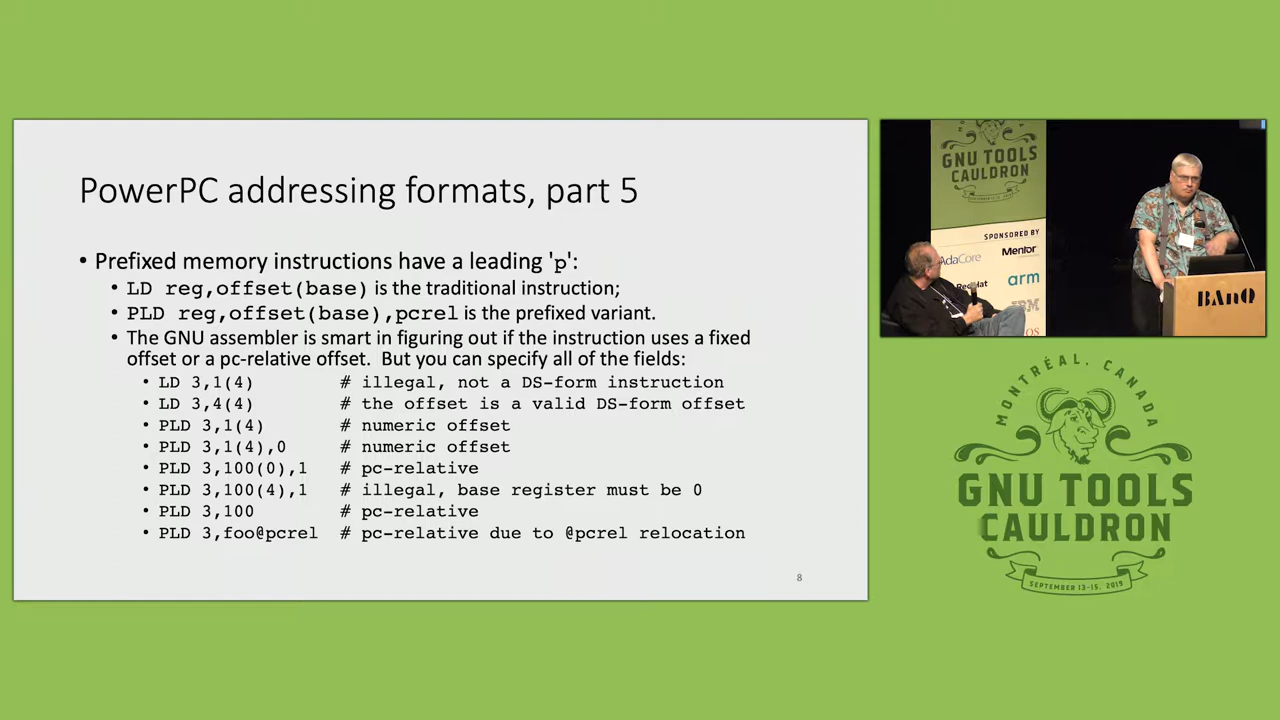 PowerPC addressing formats, part 5
• Prefixed memory instructions have a leading 'p':
• LD reg,offset(base) is the traditional instruction;
• PLD reg,offset(base),pcrel is the prefixed variant.
• The GNU assembler is smart in figuring out if the instruction uses a fixed
offset or a pc-relative offset. But you can specify all of the fields:
• LD 3,1(4) # illegal, not a DS-form instruction
• LD 3,4(4) # the offset is a valid DS-form offset
• PLD 3,1(4) # numeric offset
• PLD 3,1(4),0 # numeric offset
• PLD 3,100(0),1 # pc-relative
• PLD 3,100(4),1 # illegal, base register must be 0
• PLD 3,100 # pc-relative
• PLD 3,foo@pcrel # pc-relative due to @pcrel relocation
8
GNU TOOLS
CAULDRON
SPONSORED BY
AdaCore
Mentor
arm
BAnQ
MONTRÉAL, CANADA
GNU TOOLS
CAULDRON
SEPTEMBER 13-15, 2019